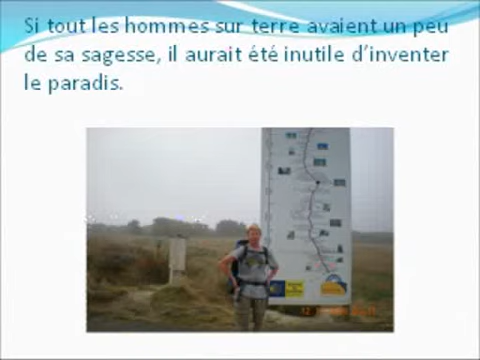 Si tout les hommes sur terre avaient un peu
de sa sagesse, il aurait été inutile d'inventer
le paradis.